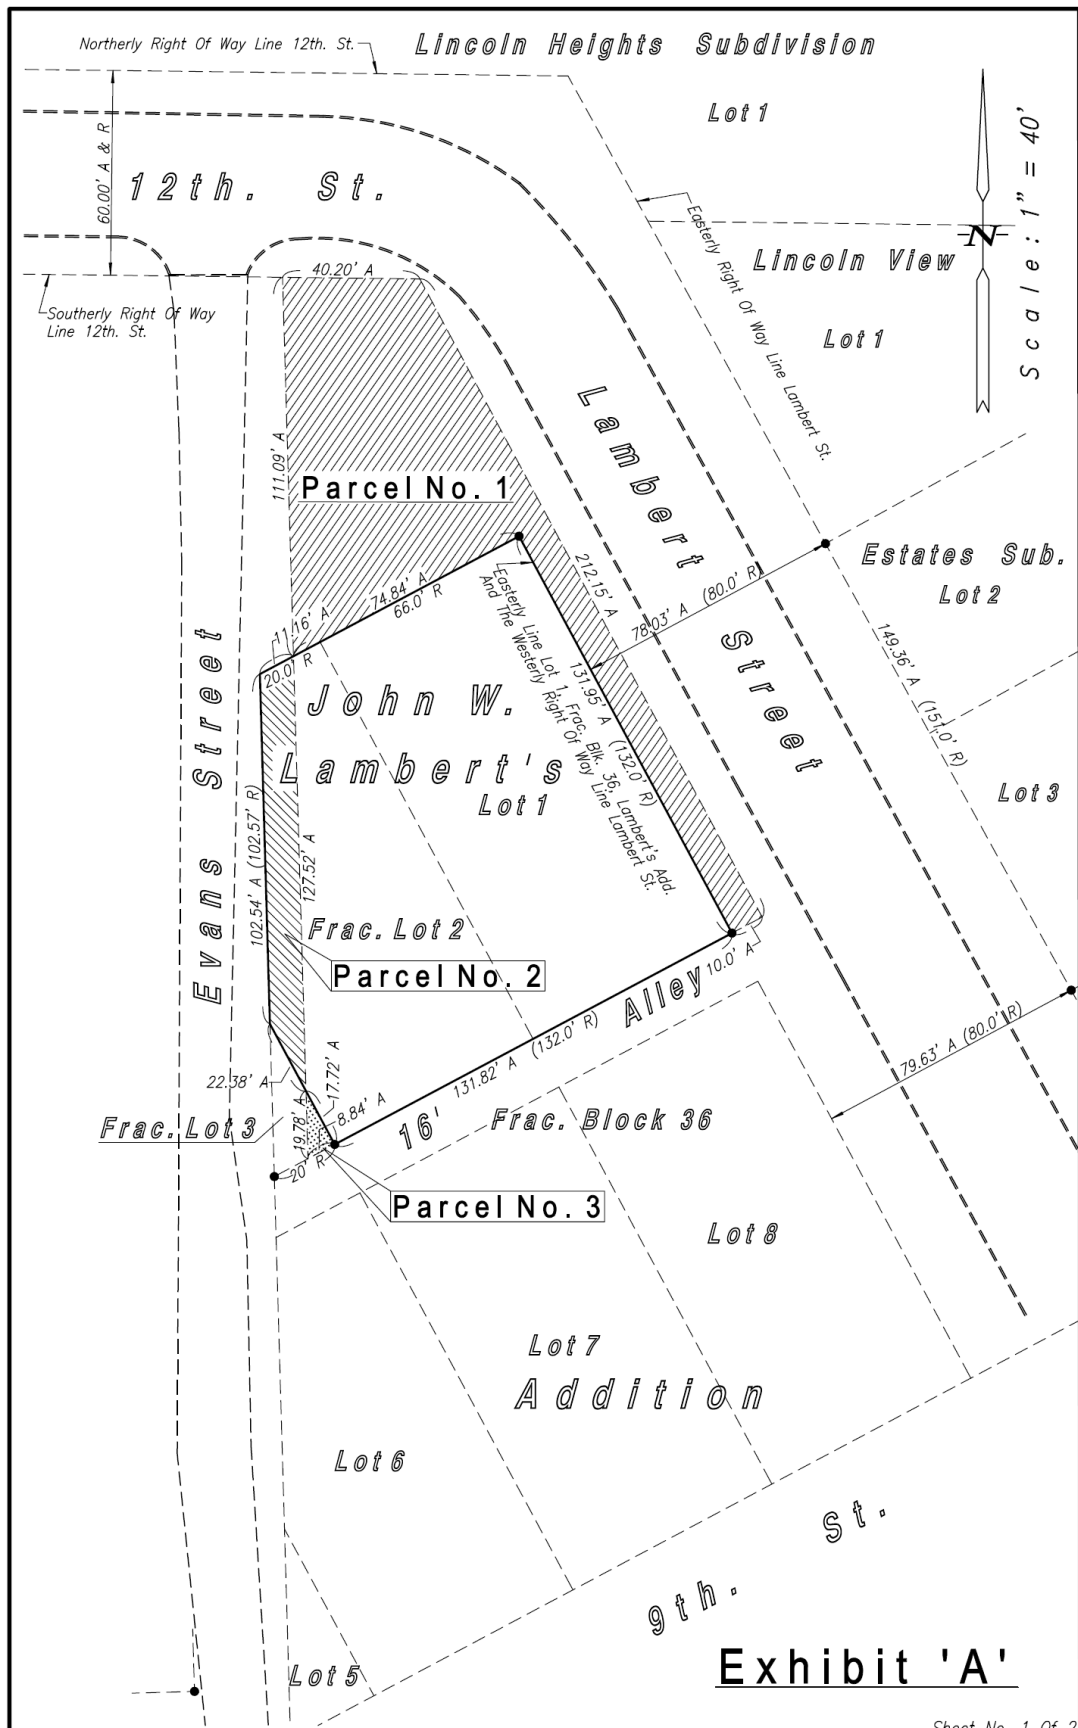 Northerly Right Of Way Line 12th. St.
Lincoln Heights Subdivision
Lot 1
60.00' A & R
12th. St.
Scale: 1" = 40'
N
Easterly Right Of Way Line Lambert St.
Lincoln View
Lot 1
40.20' A
Southerly Right Of Way
Line 12th. St.
111.09' A
Lambert Street
Parcel No. 1
212.15' A
78.03' A (80.0' R)
Estates Sub.
Lot 2
74.84' A
66.0' R
11.16' A
20.0' R
Easterly Line Lot 1, Frac. Blk. 36, Lambert's Add.
And The Westerly Right Of Way Line Lambert St.
131.95' A (132.0' R)
149.36' A (151.0' R)
Lot 3
Evans Street
John W.
Lambert's
Lot 1
102.54' A (102.57' R)
127.52' A
Frac. Lot 2
Parcel No. 2
10.0' A
16' Alley
131.82' A (132.0' R)
79.63' A (80.0' R)
22.38' A
17.72' A
8.84' A
19.78' A
20' R
Frac. Lot 3
Frac. Block 36
Parcel No. 3
Lot 8
Lot 7
Addition
Lot 6
9th. St.
Lot 5
Exhibit 'A'
Sheet No. 1 Of 2